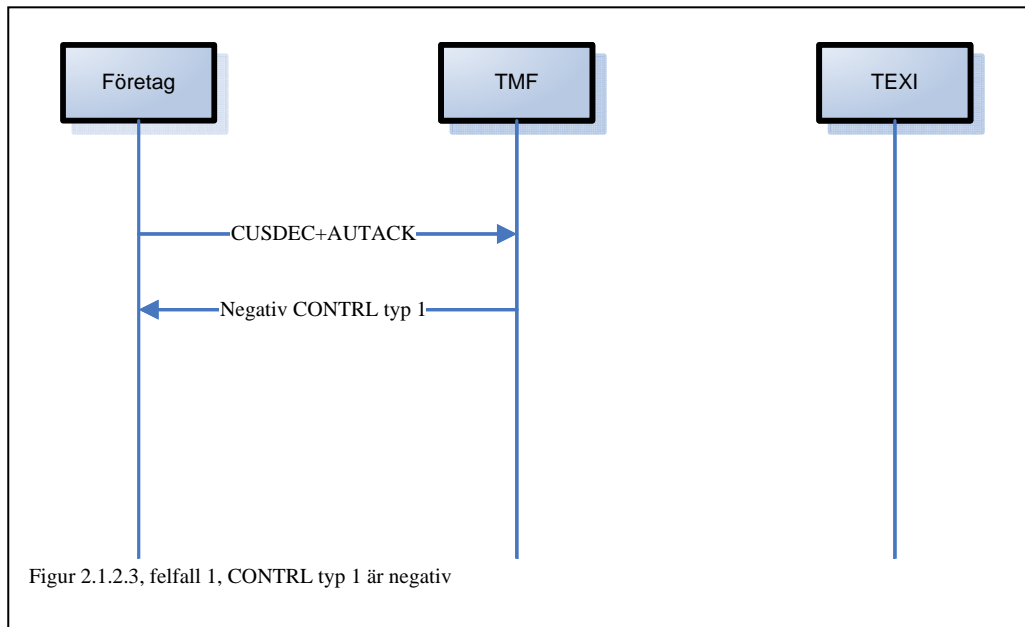 Företag
TMF
TEXI
CUSDEC+AUTACK
Negativ CONTRL typ 1
Figur 2.1.2.3, felfall 1, CONTRL typ 1 är negativ